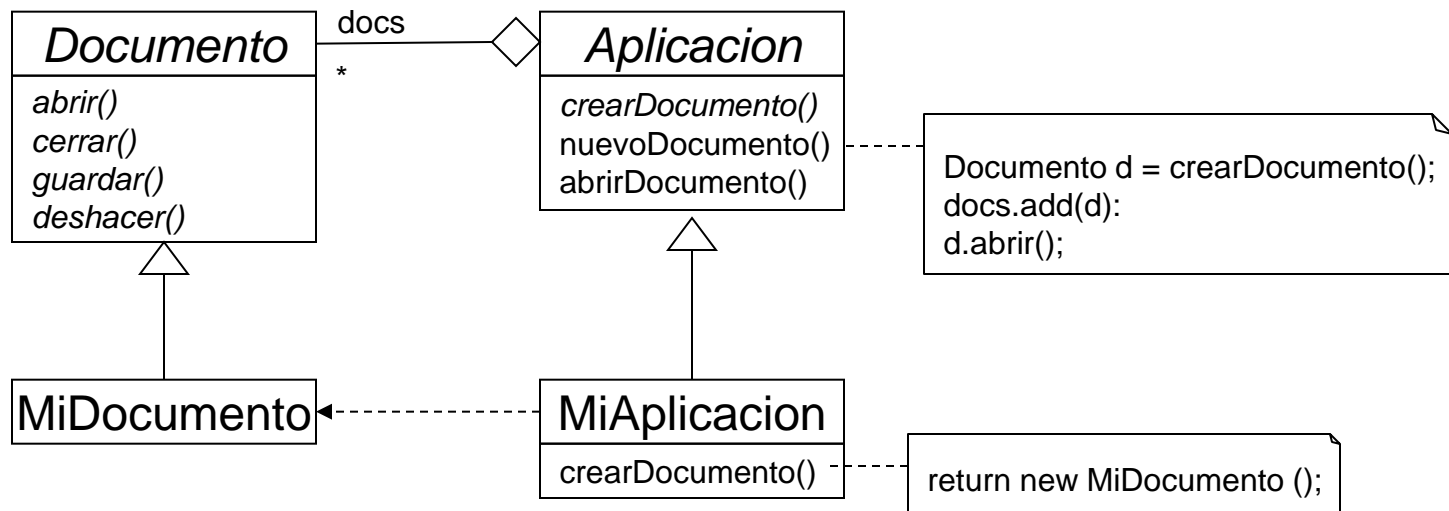 Documento
abrir()
cerrar()
guardar()
deshacer()
docs
*
Aplicacion
crearDocumento()
nuevoDocumento()
abrirDocumento()
Documento d = crearDocumento();
docs.add(d):
d.abrir();
MiDocumento
MiAplicacion
crearDocumento()
return new MiDocumento ();